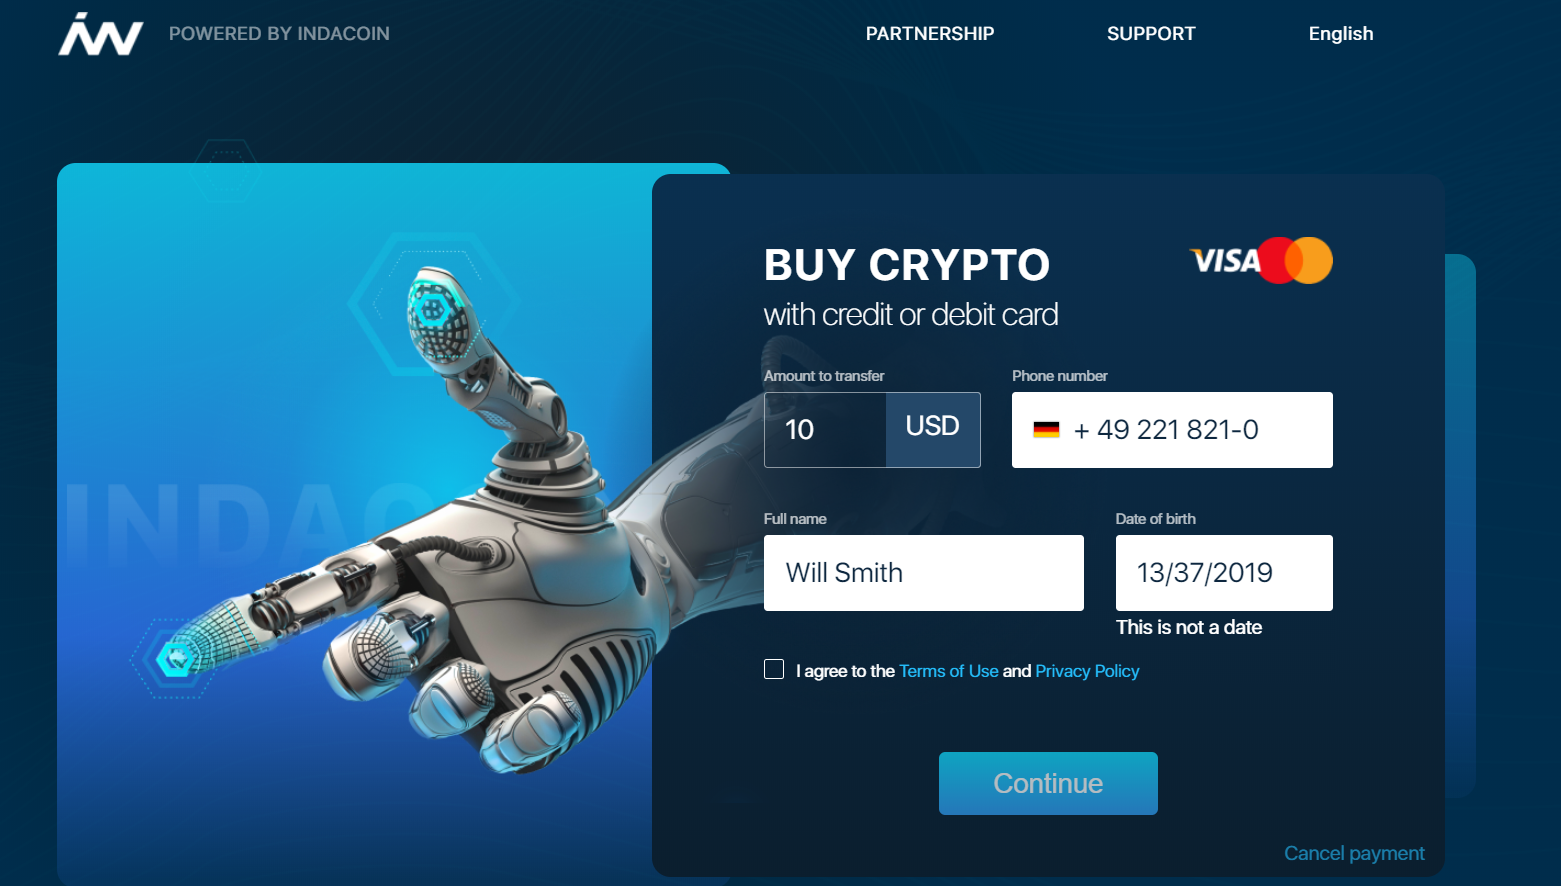 POWERED BY INDACOIN
PARTNERSHIP
SUPPORT
English
INDACO
BUY CRYPTO
VISA
with credit or debit card
Amount to transfer
Phone number
10
USD
+ 49 221 821-0
Full name
Date of birth
Will Smith
13/37/2019
This is not a date
I agree to the Terms of Use and Privacy Policy
Continue
Cancel payment